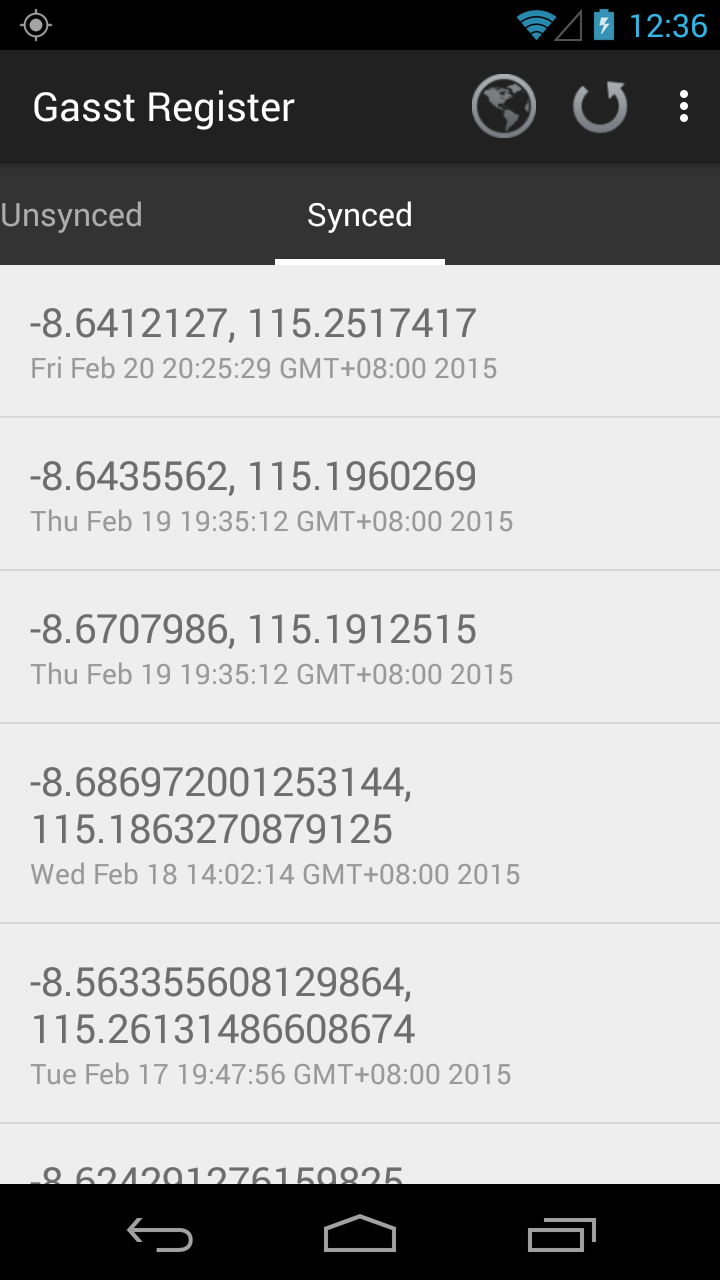 12:36
Gasst Register
Unsynced
Synced
-8.6412127, 115.2517417
Fri Feb 20 20:25:29 GMT+08:00 2015
-8.6435562, 115.1960269
Thu Feb 19 19:35:12 GMT+08:00 2015
-8.6707986, 115.1912515
Thu Feb 19 19:35:12 GMT+08:00 2015
-8.686972001253144,
115.1863270879125
Wed Feb 18 14:02:14 GMT+08:00 2015
-8.563355608129864,
115.26131486608674
Tue Feb 17 19:47:56 GMT+08:00 2015
-8.624291276159825